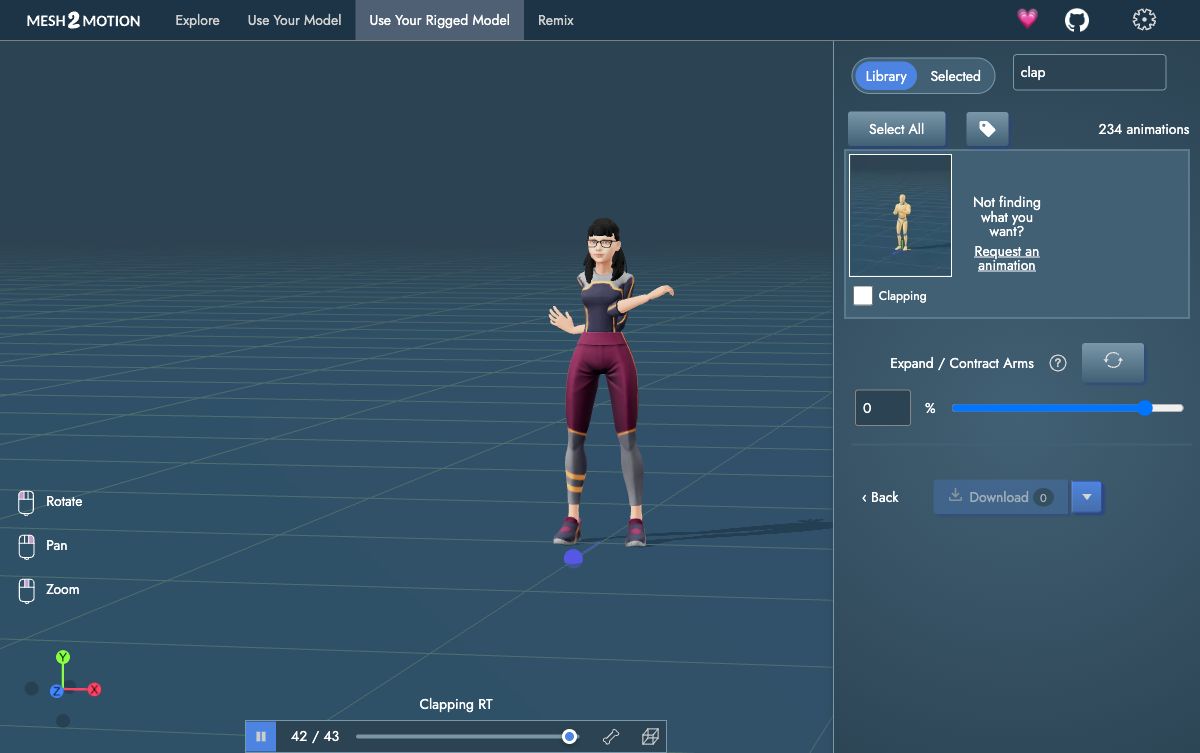 MESH2MOTION
Explore
Use Your Model
Use Your Rigged Model
Remix
Library
Selected
clap
Select All
234 animations
Not finding
what you
want?
Request an
animation
Clapping
Expand / Contract Arms
?
0
%
‹ Back
Download 0
Rotate
Pan
Zoom
Y
Z
X
Clapping RT
42 / 43